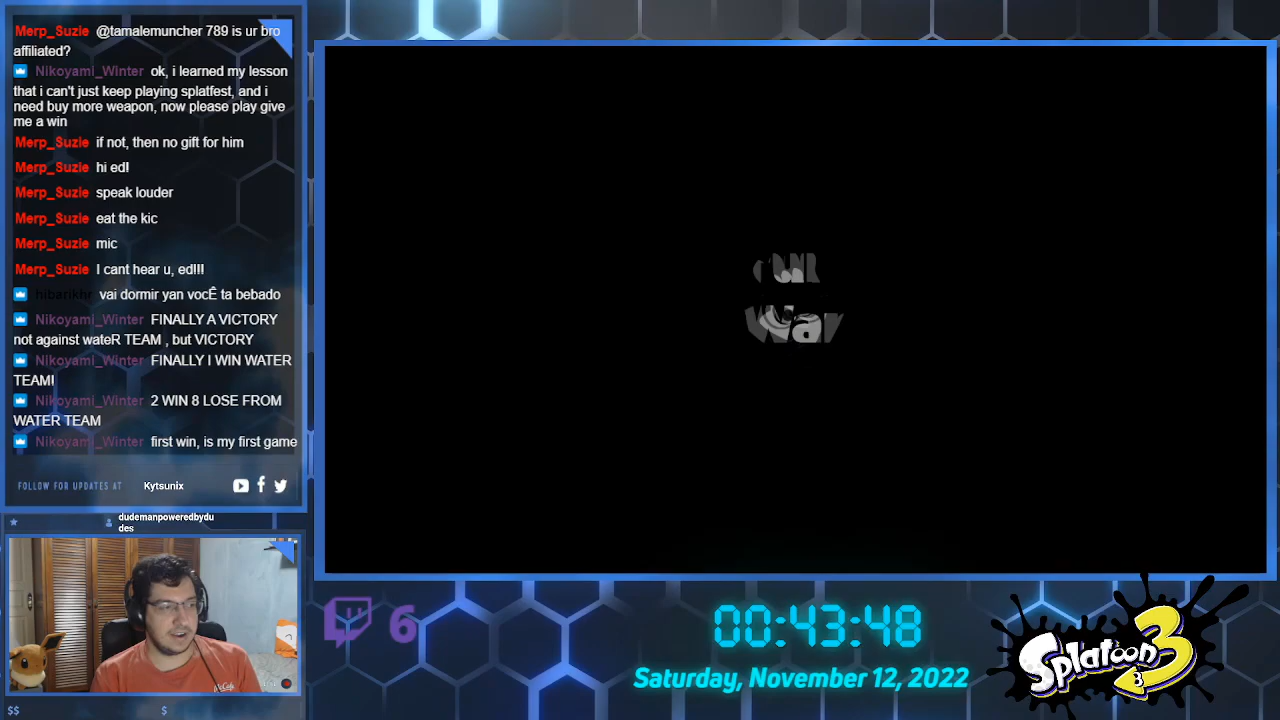 Merp_Suzie @tamalemuncher 789 is ur bro
affiliated?
Nikoyami_Winter ok, i learned my lesson
that i can't just keep playing splatfest, and i
need buy more weapon, now please play give
me a win
Merp_Suzie if not, then no gift for him
Merp_Suzie hi ed!
Merp_Suzie speak louder
Merp_Suzie eat the kic
Merp_Suzie mic
Merp_Suzie I cant hear u, ed!!!
hibarikhr vai dormir yan vocÊ ta bebado
Nikoyami_Winter FINALLY A VICTORY
not against wateR TEAM , but VICTORY
Nikoyami_Winter FINALLY I WIN WATER
TEAM!
Nikoyami_Winter 2 WIN 8 LOSE FROM
WATER TEAM
Nikoyami_Winter first win, is my first game
FOLLOW FOR UPDATES AT Kytsunix
dudemanpoweredbydu
des
War
6
00:43:48
Saturday, November 12, 2022
Splatoon 3
$$ $